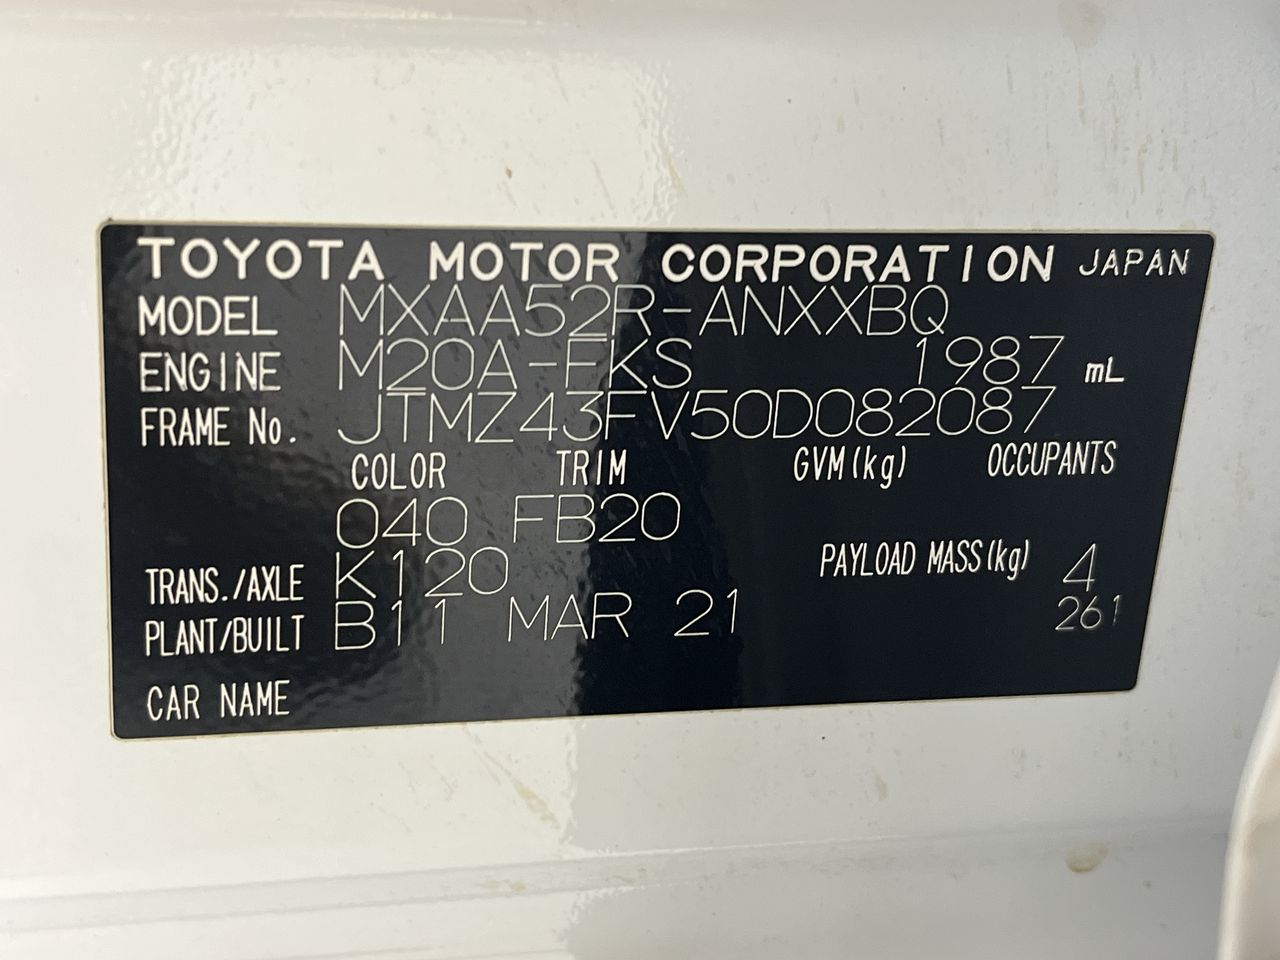 TOYOTA MOTOR CORPORATION JAPAN
MODEL MXAA52R-ANXXBQ
ENGINE M20A-FKS 1987 mL
FRAME No. JTMZ43FV50D082087
COLOR TRIM GVM(kg) OCCUPANTS
040 FB20
TRANS./AXLE K120 PAYLOAD MASS(kg) 4
PLANT/BUILT B11 MAR 21 261
CAR NAME